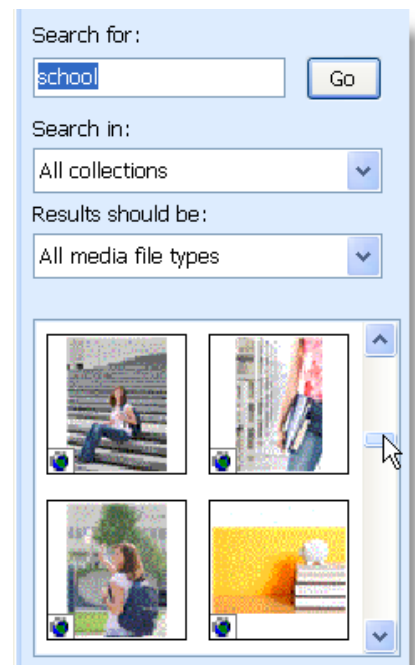 Search for:
school
Go
Search in:
All collections
Results should be:
All media file types